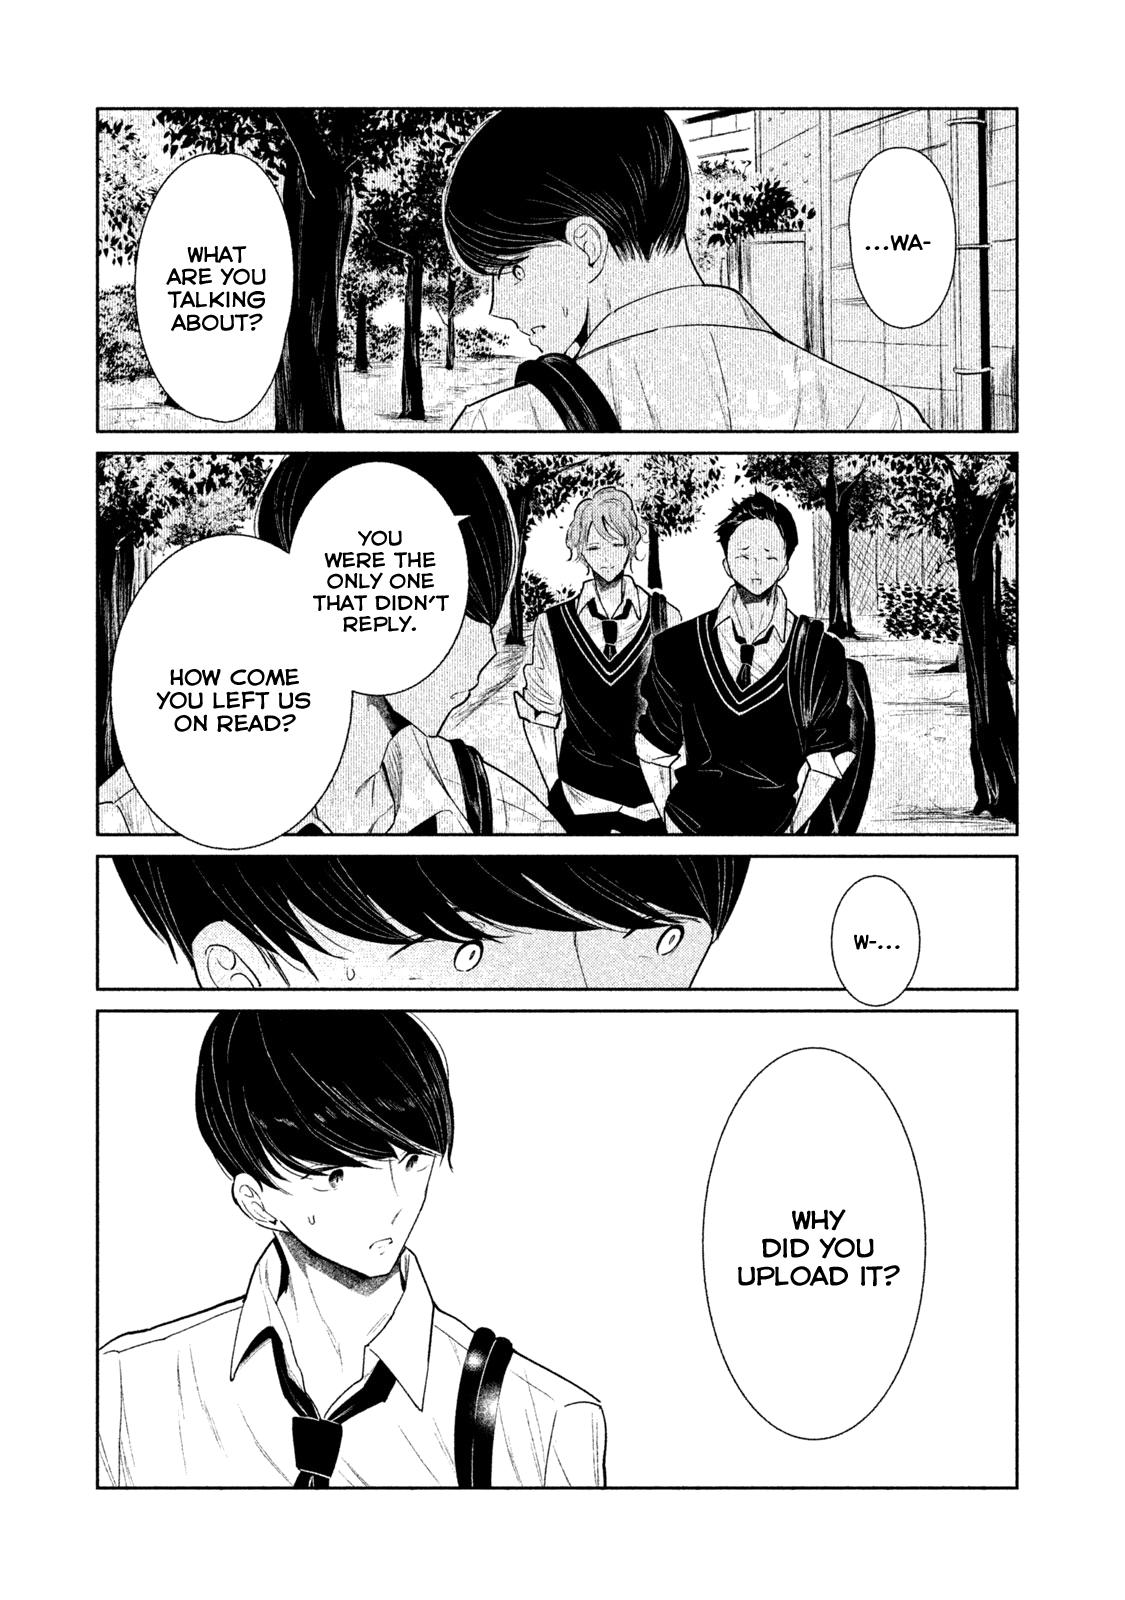 ...WA-
WHAT
ARE YOU
TALKING
ABOUT?
YOU
WERE THE
ONLY ONE
THAT DIDN'T
REPLY.
HOW COME
YOU LEFT US
ON READ?
W-...
WHY
DID YOU
UPLOAD IT?